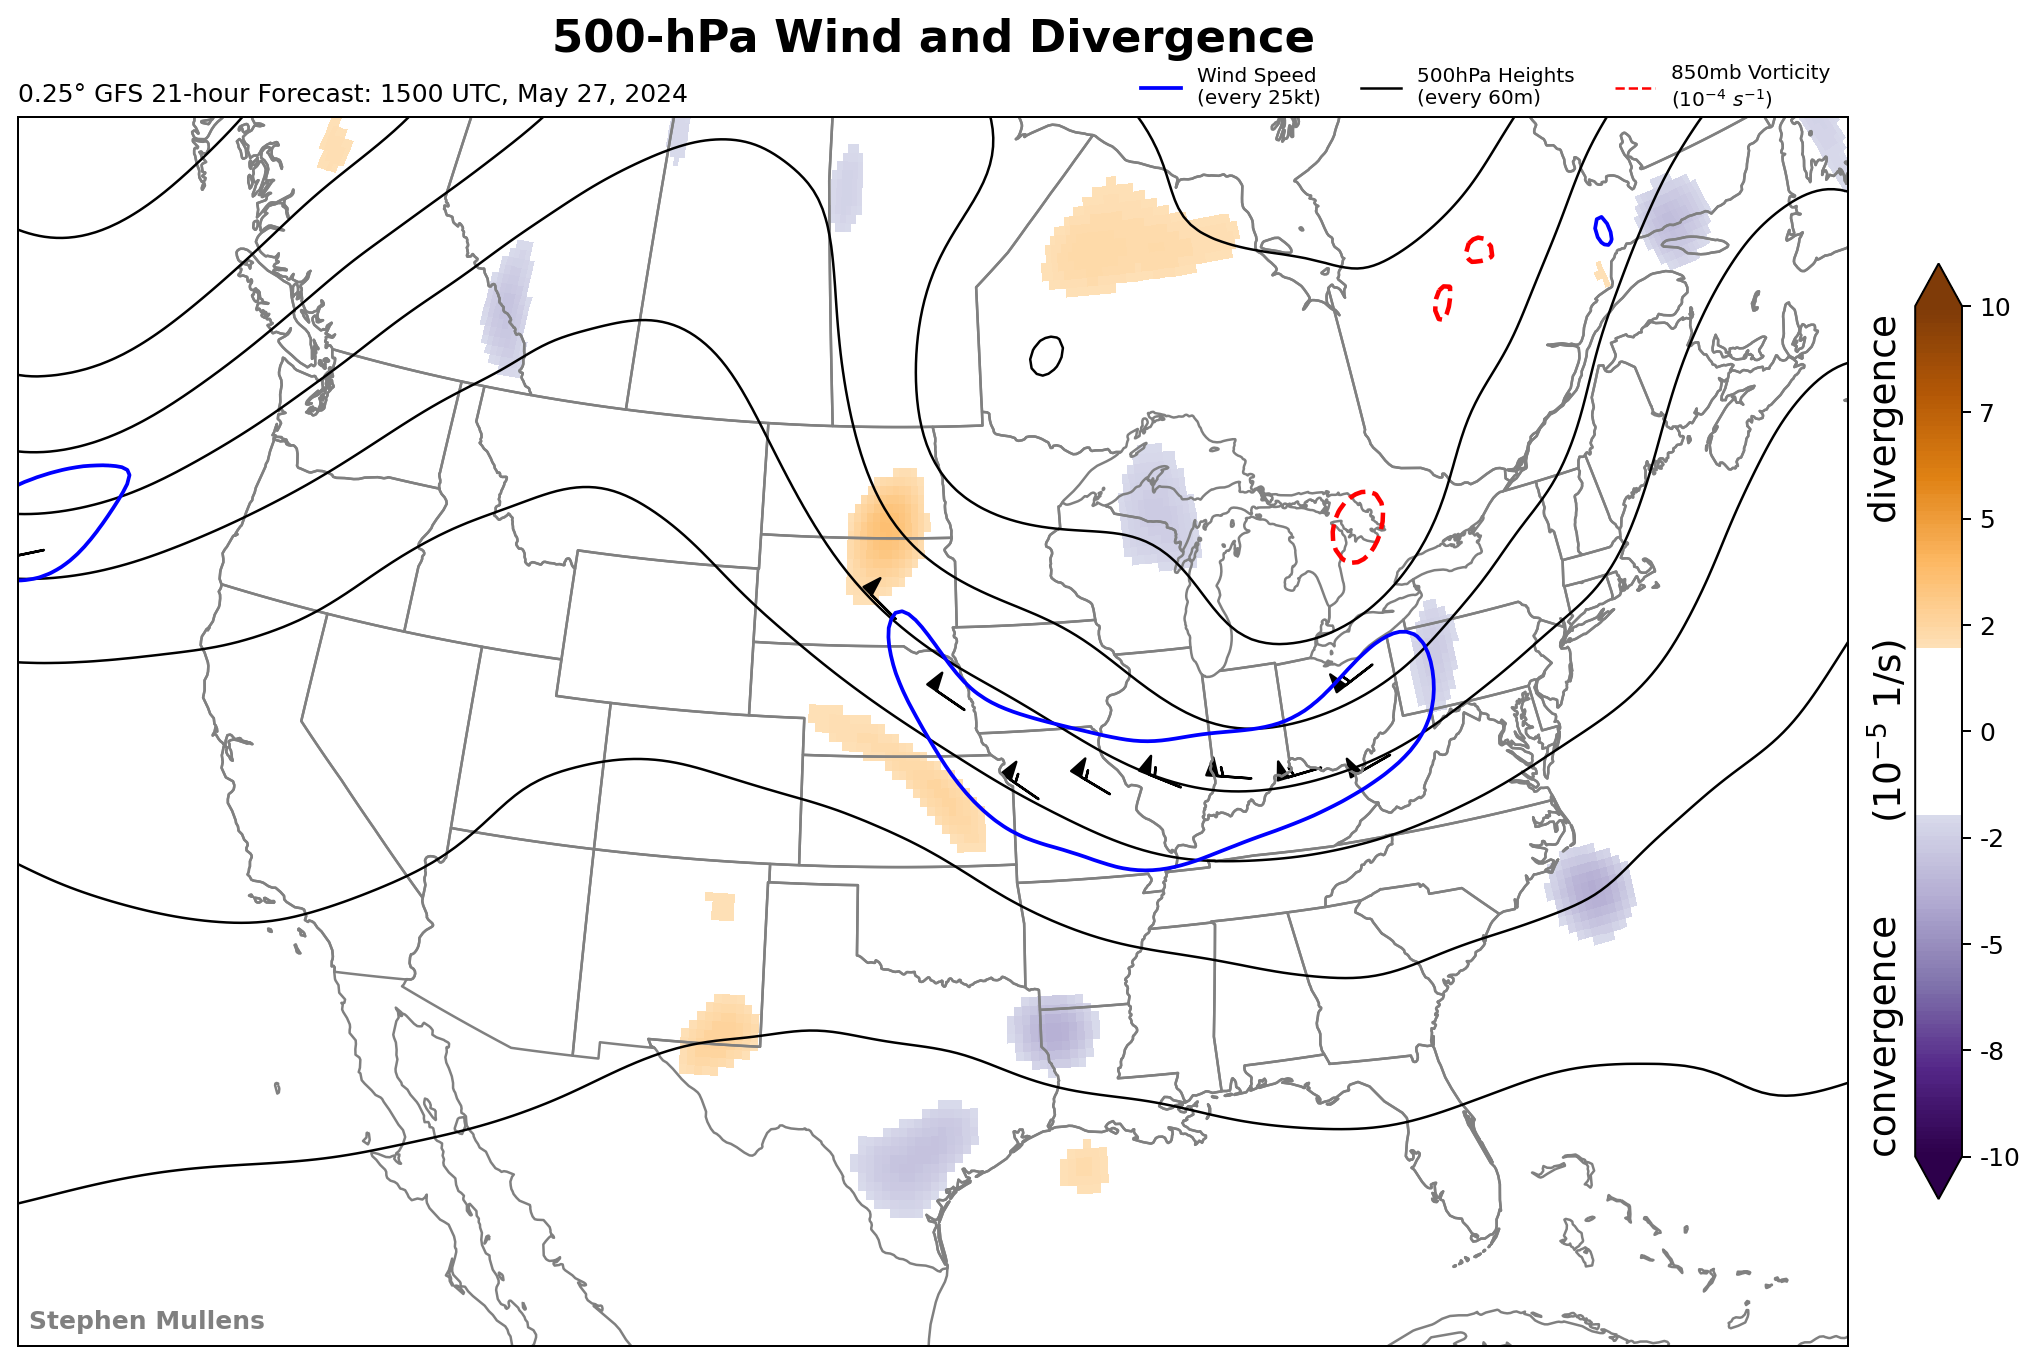 500-hPa Wind and Divergence
0.25° GFS 21-hour Forecast: 1500 UTC, May 27, 2024
Wind Speed
(every 25kt)
500hPa Heights
(every 60m)
850mb Vorticity
(10⁻⁴ s⁻¹)
10
7
5
2
0
-2
-5
-8
-10
convergence (10⁻⁵ 1/s) divergence
Stephen Mullens